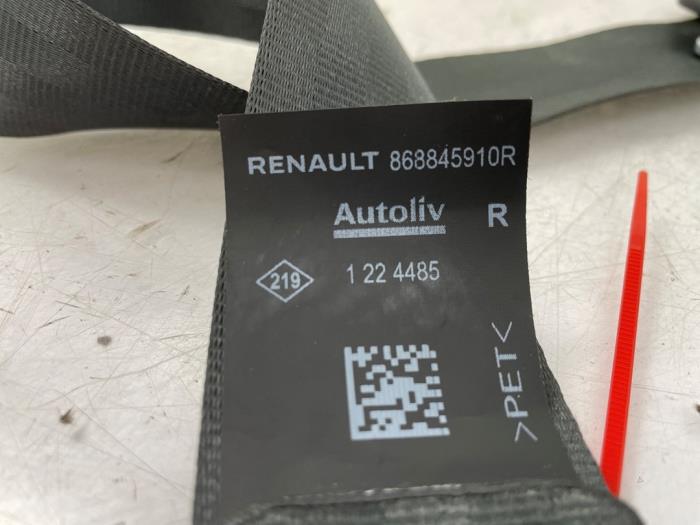 RENAULT 868845910R
Autoliv R
219 1 22 4485
>PET<